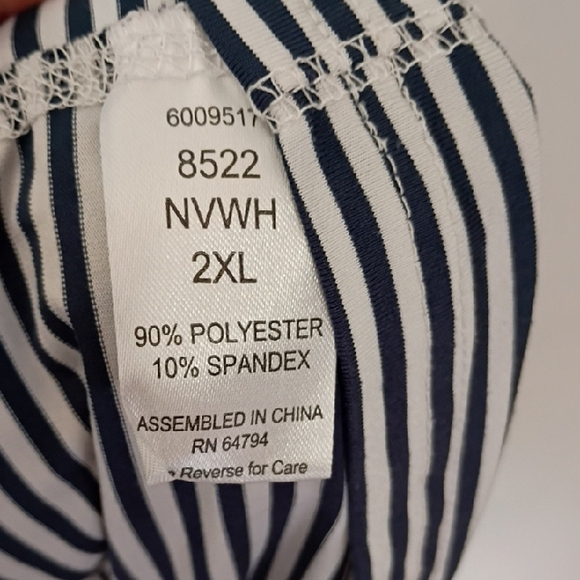 6009517
8522
NVWH
2XL
90% POLYESTER
10% SPANDEX
ASSEMBLED IN CHINA
RN 64794
Reverse for Care